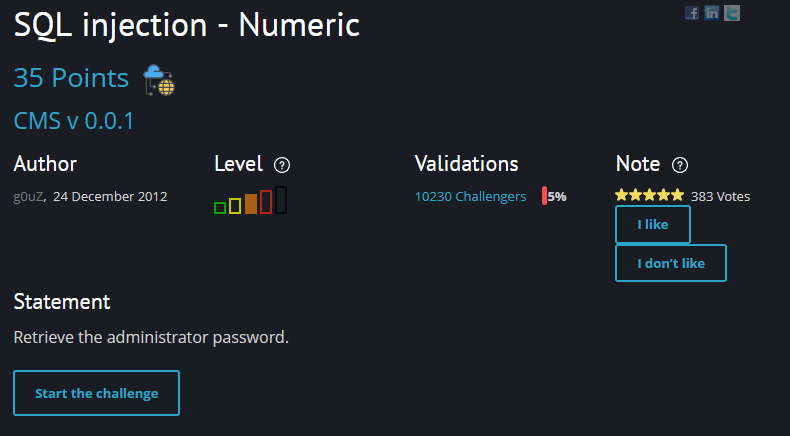 SQL injection - Numeric
35 Points
CMS v 0.0.1
Author
g0uZ, 24 December 2012
Level ?
Validations
10230 Challengers 5%
Note ?
383 Votes
I like
I don't like
Statement
Retrieve the administrator password.
Start the challenge